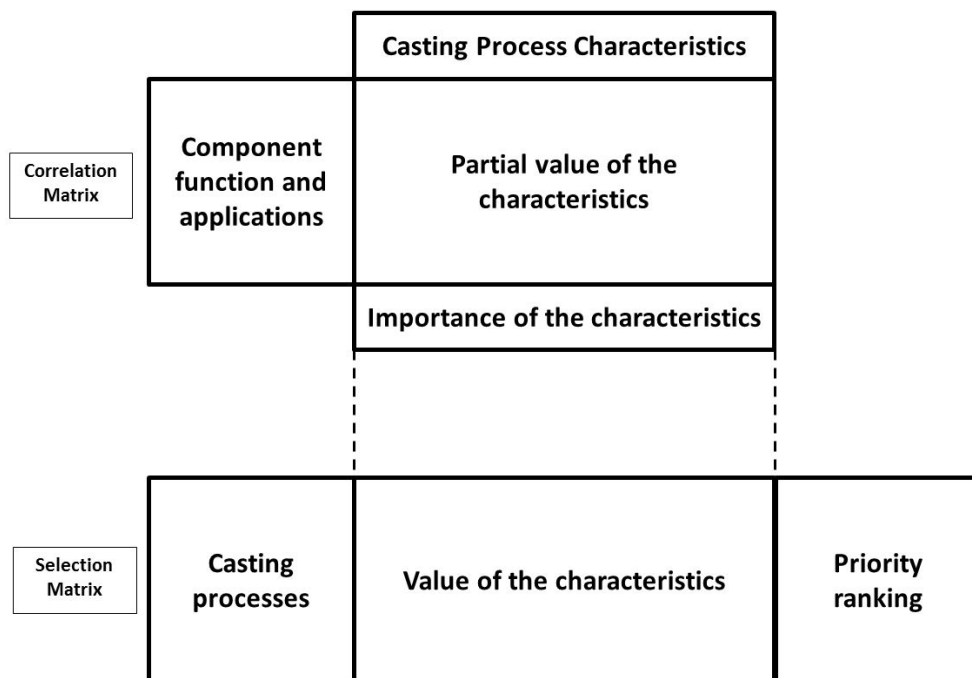 Casting Process Characteristics
Correlation
Matrix
Component
function and
applications
Partial value of the
characteristics
Importance of the characteristics
Selection
Matrix
Casting
processes
Value of the characteristics
Priority
ranking